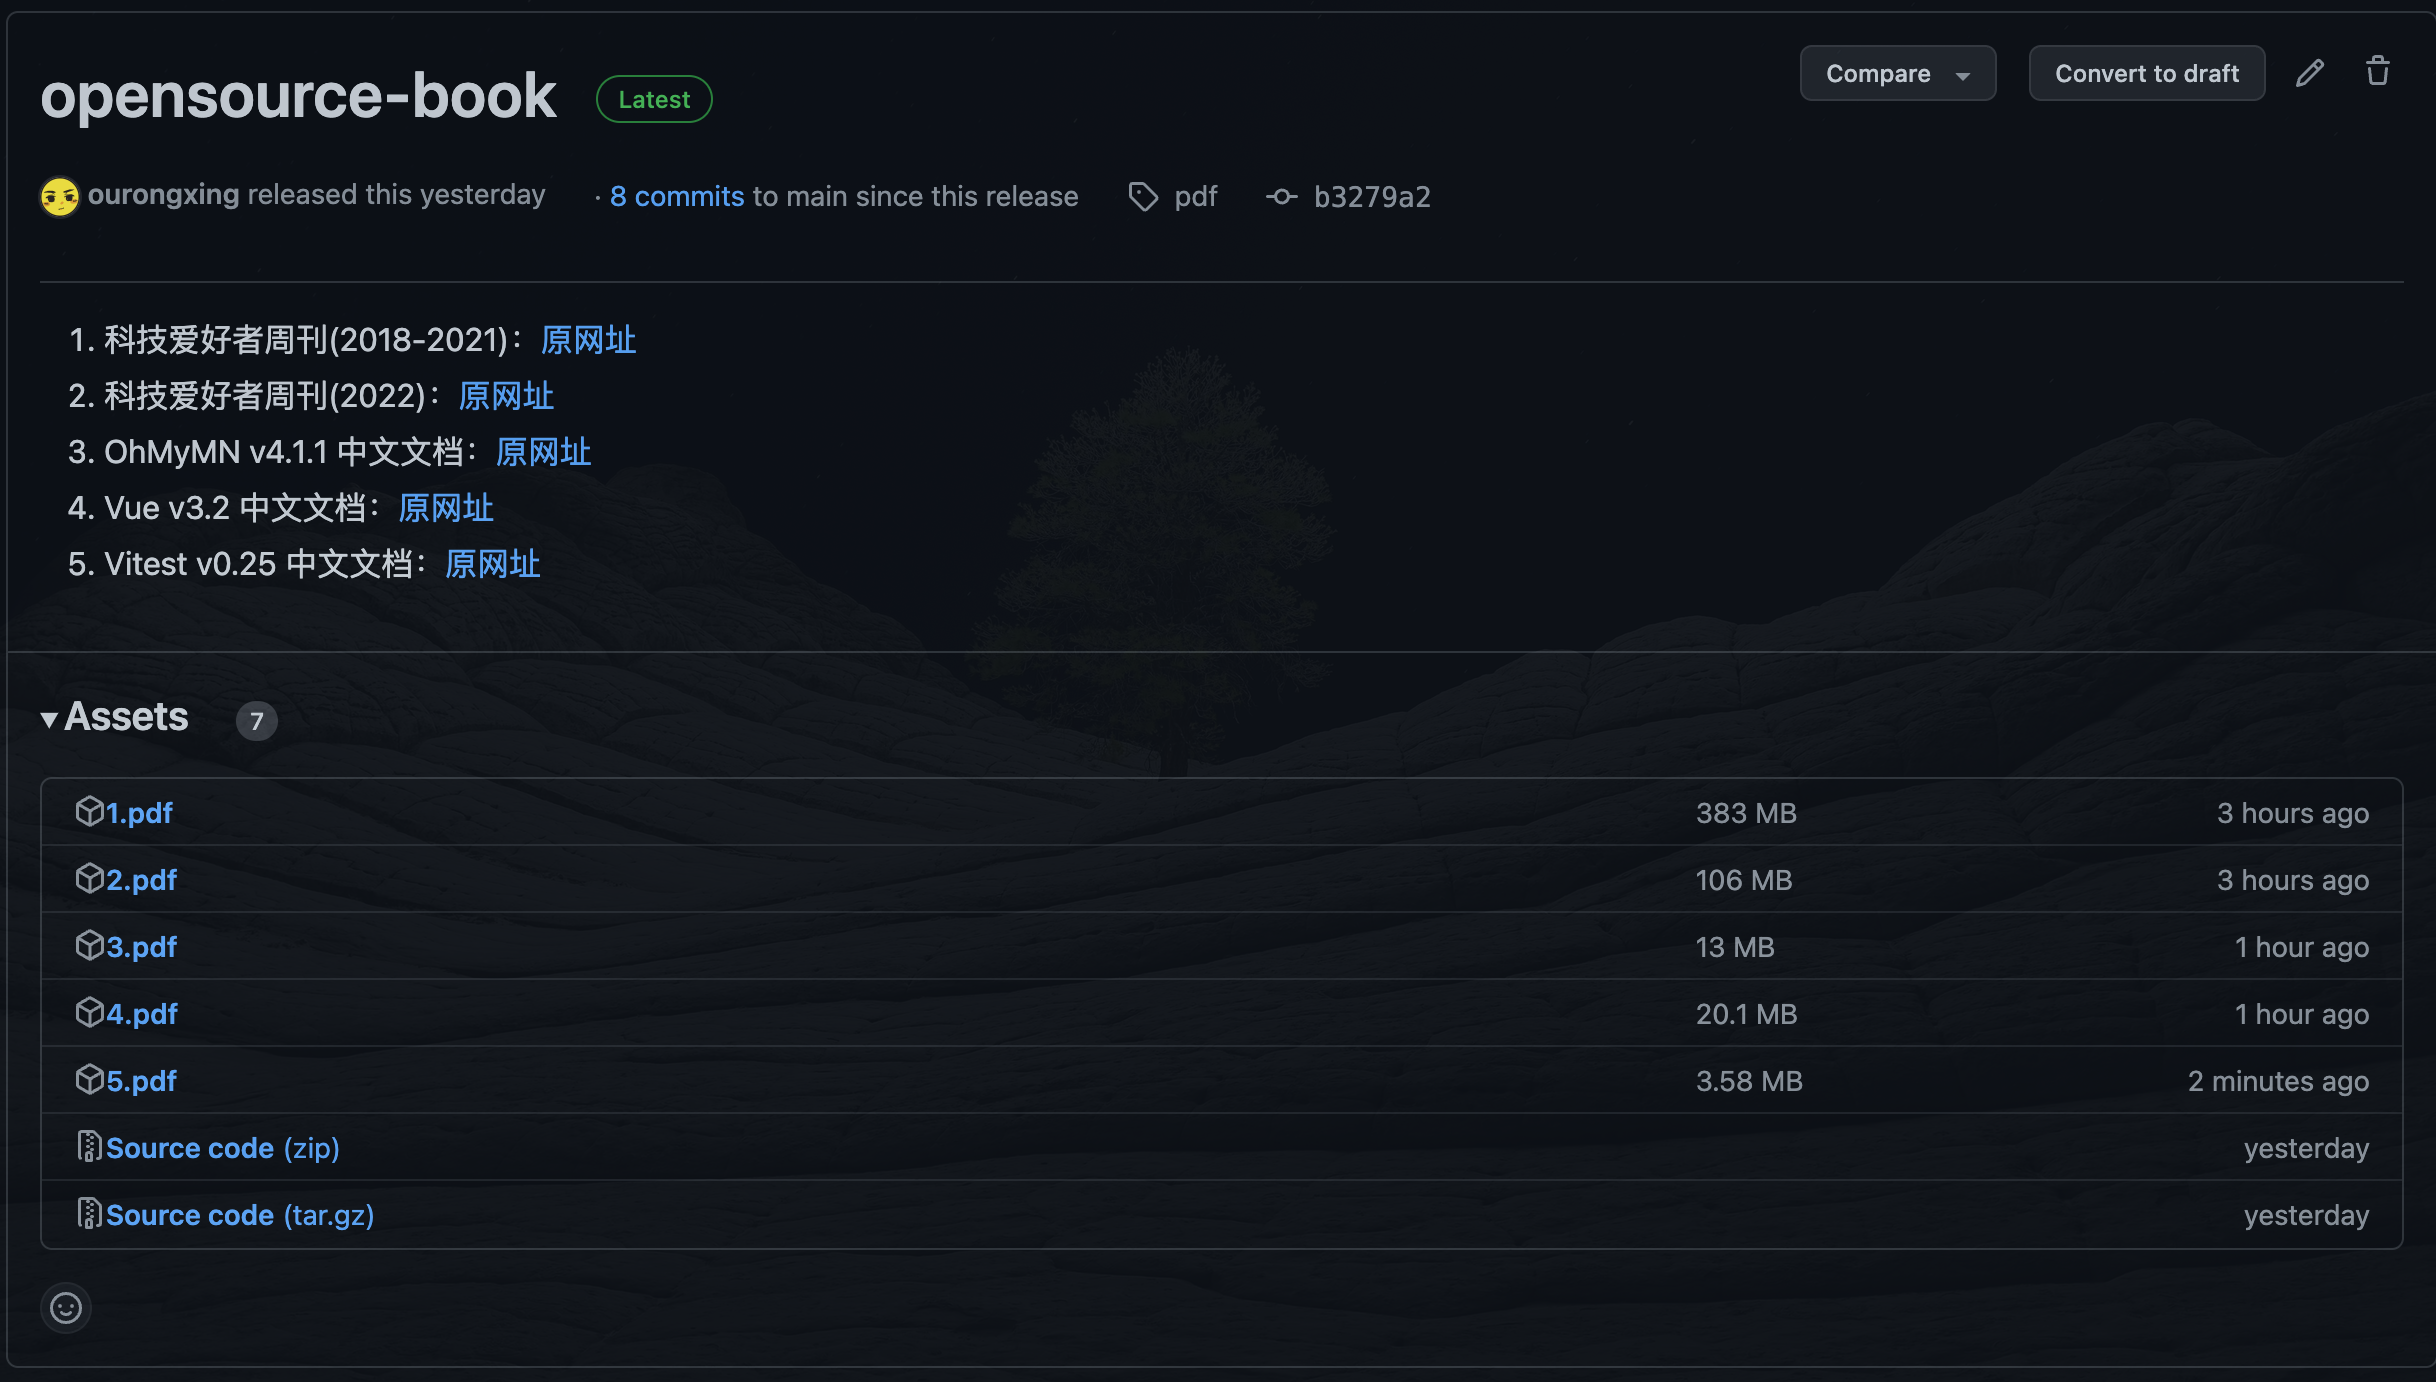 opensource-book Latest Compare Convert to draft
ourongxing released this yesterday · 8 commits to main since this release pdf b3279a2
1. 科技爱好者周刊(2018-2021)：原网址
2. 科技爱好者周刊(2022)：原网址
3. OhMyMN v4.1.1 中文文档：原网址
4. Vue v3.2 中文文档：原网址
5. Vitest v0.25 中文文档：原网址
Assets 7
1.pdf 383 MB 3 hours ago
2.pdf 106 MB 3 hours ago
3.pdf 13 MB 1 hour ago
4.pdf 20.1 MB 1 hour ago
5.pdf 3.58 MB 2 minutes ago
Source code (zip) yesterday
Source code (tar.gz) yesterday